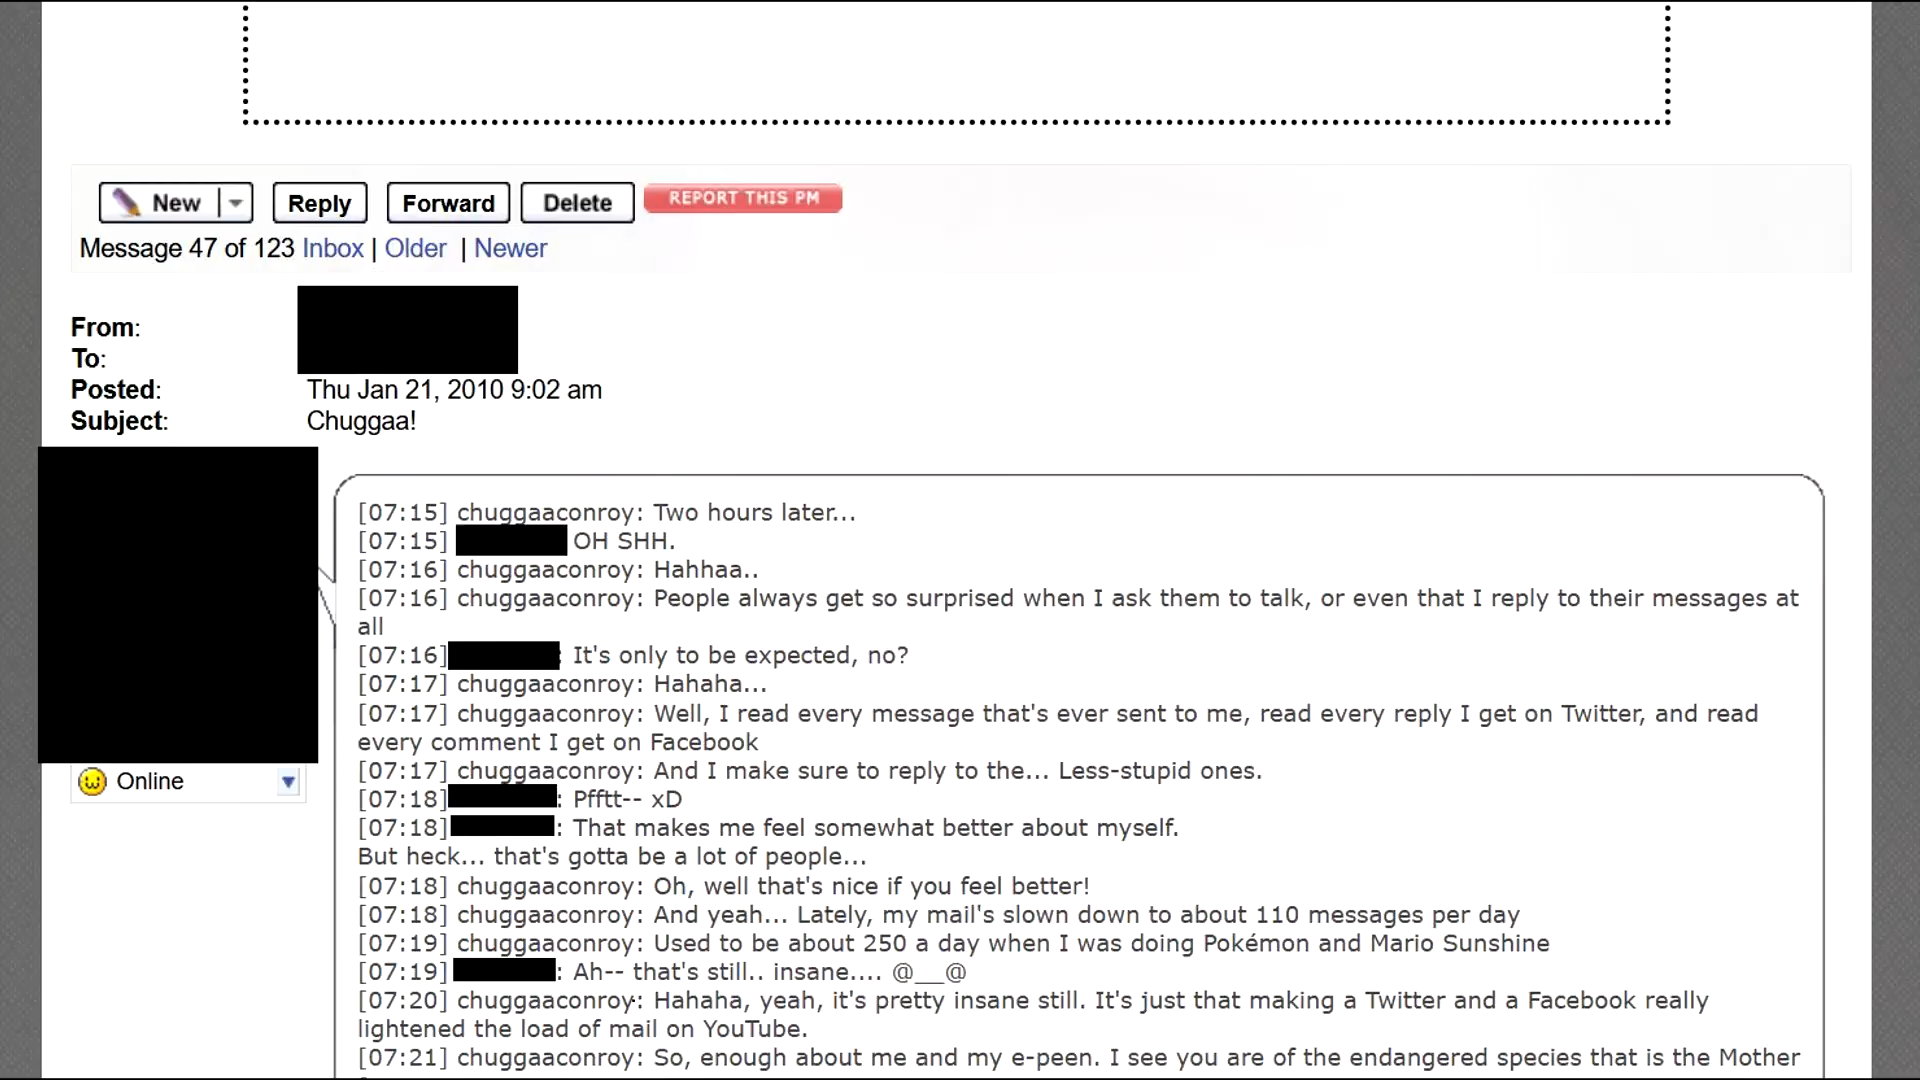 New
Reply
Forward
Delete
REPORT THIS PM
Message 47 of 123 Inbox | Older | Newer
From:
To:
Posted: Thu Jan 21, 2010 9:02 am
Subject: Chuggaa!
[07:15] chuggaaconroy: Two hours later...
[07:15] OH SHH.
[07:16] chuggaaconroy: Hahhaa..
[07:16] chuggaaconroy: People always get so surprised when I ask them to talk, or even that I reply to their messages at
all
[07:16] : It's only to be expected, no?
[07:17] chuggaaconroy: Hahaha...
[07:17] chuggaaconroy: Well, I read every message that's ever sent to me, read every reply I get on Twitter, and read
every comment I get on Facebook
[07:17] chuggaaconroy: And I make sure to reply to the... Less-stupid ones.
Online
[07:18] : Pfftt-- xD
[07:18] : That makes me feel somewhat better about myself.
But heck... that's gotta be a lot of people...
[07:18] chuggaaconroy: Oh, well that's nice if you feel better!
[07:18] chuggaaconroy: And yeah... Lately, my mail's slown down to about 110 messages per day
[07:19] chuggaaconroy: Used to be about 250 a day when I was doing Pokémon and Mario Sunshine
[07:19] : Ah-- that's still.. insane.... @__@
[07:20] chuggaaconroy: Hahaha, yeah, it's pretty insane still. It's just that making a Twitter and a Facebook really
lightened the load of mail on YouTube.
[07:21] chuggaaconroy: So, enough about me and my e-peen. I see you are of the endangered species that is the Mother